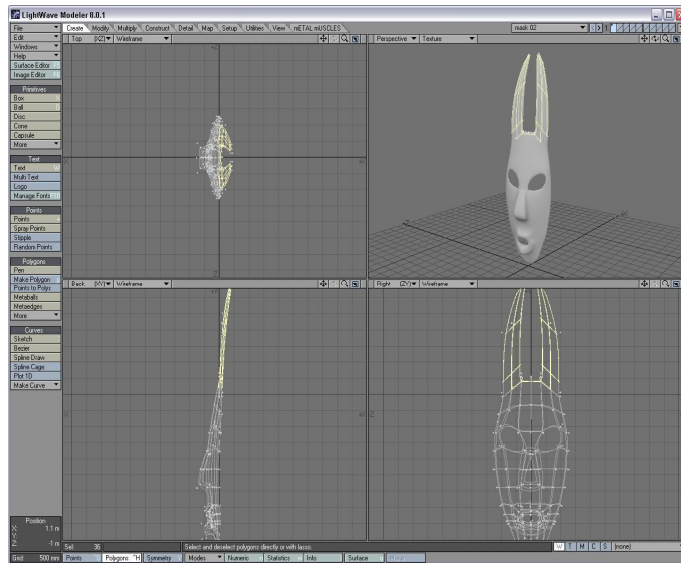 LightWave Modeler 8.0.1
File
Edit
Windows
Help
Surface Editor
Image Editor
Create Modify Multiply Construct Detail Map Setup Utilities View mETAL mUSCLES
mask 02
1
Top (XZ) Wireframe
Perspective Texture
Primitives
Box
Ball
Disc
Cone
Capsule
More
Text
Text W
Multi Text
Logo
Manage Fonts
Points
Points +
Spray Points
Stipple
Random Points
Polygons
Pen
Make Polygon
Points to Polys
Metaballs
Metaedges
More
Back (XY) Wireframe
Right (ZY) Wireframe
Curves
Sketch
Bezier
Spline Draw
Spline Cage
Plot 1D
Make Curve
Position
X: 1.1 m
Y:
Z: -1 m
Sel: 36
Select and deselect polygons directly or with lasso.
W T M C S (none)
Grid: 500 mm
Points Polygons ^H Symmetry Modes Numeric Statistics Info Surface